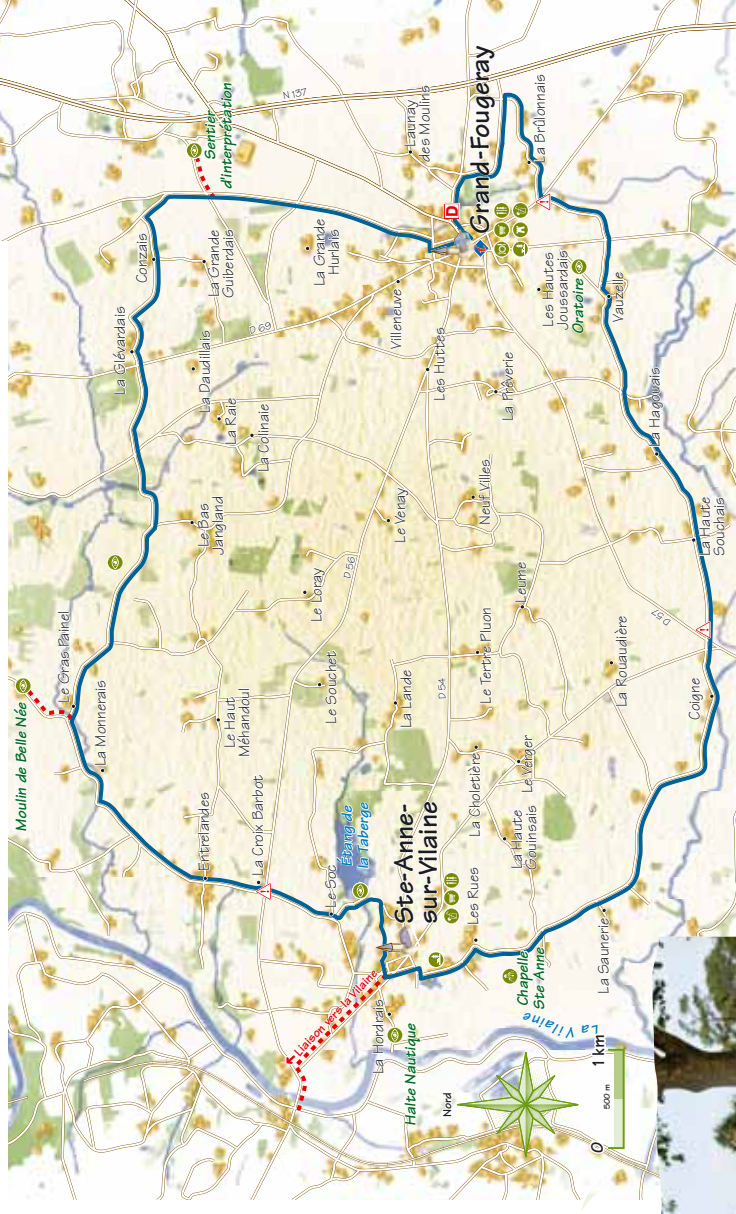 Moulin de Belle Née
Le Gras Painel
La Monnerais
Entrelandes
La Croix Barbot
Le Haut
Méhandoul
Le Soc
Étang de
la Taberge
Le Souchet
Le Loray
D 56
Le Bas
Jangland
La Colinaie
La Raie
La Daudillais
La Glévardais
D 69
Conzais
La Grande
Guiberdais
La Grande
Hurlais
Sentier
d'interprétation
N 137
Launay
des Moulins
D
Grand-Fougeray
i
Villeneuve
Les Huttes
La Prêverie
Le Venay
Neuf Villes
La Brûlonnais
!
Les Hautes
Joussardais
Oratoire
Vauzelle
La Hagouais
La Haute
Souchais
D 57
!
Coigne
La Rouaudière
Leume
Le Tertre Pluon
D 54
La Lande
La Choletière
Le Verger
La Haute
Gouinsais
Ste-Anne-
sur-Vilaine
Les Rues
La Saunerie
Chapelle
Ste-Anne
!
Liaison vers la Vilaine
La Hordrais
Halte Nautique
La Vilaine
Nord
0
500 m
1 km